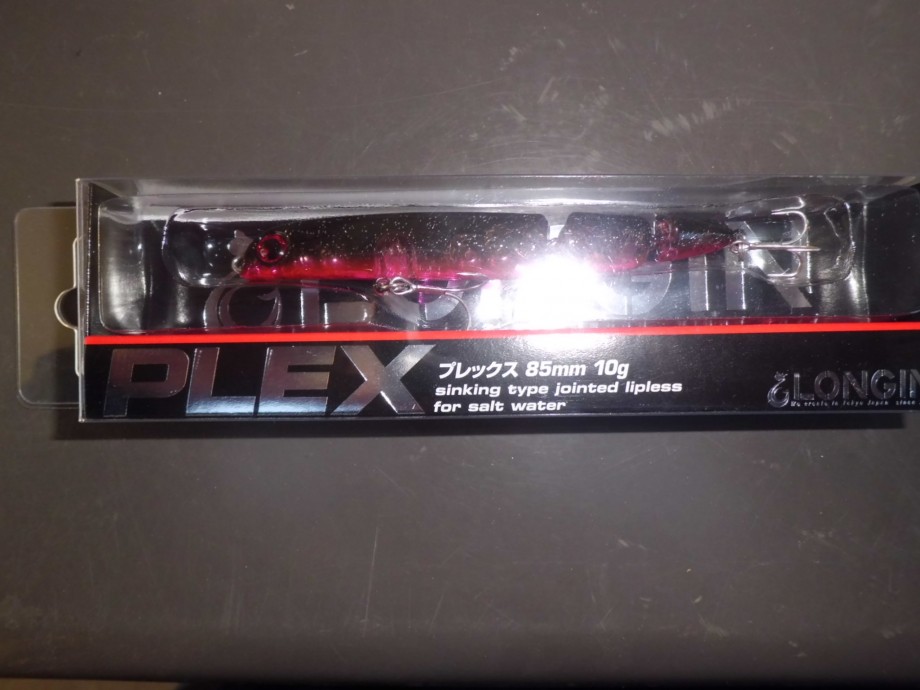 PLEX
プレックス 85mm 10g
sinking type jointed lipless
for salt water
LONGIN